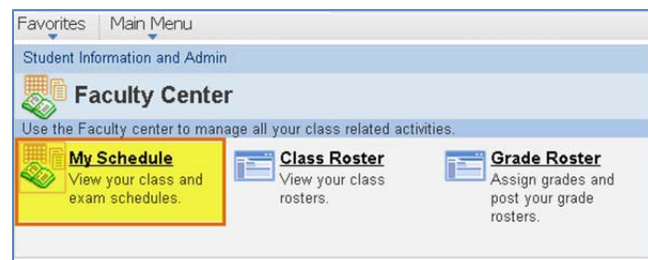 Favorites Main Menu
Student Information and Admin
Faculty Center
Use the Faculty center to manage all your class related activities.
My Schedule
View your class and
exam schedules.
Class Roster
View your class
rosters.
Grade Roster
Assign grades and
post your grade
rosters.